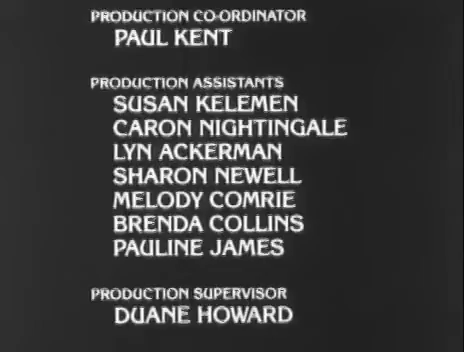 PRODUCTION CO-ORDINATOR
PAUL KENT
PRODUCTION ASSISTANTS
SUSAN KELEMEN
CARON NIGHTINGALE
LYN ACKERMAN
SHARON NEWELL
MELODY COMRIE
BRENDA COLLINS
PAULINE JAMES
PRODUCTION SUPERVISOR
DUANE HOWARD